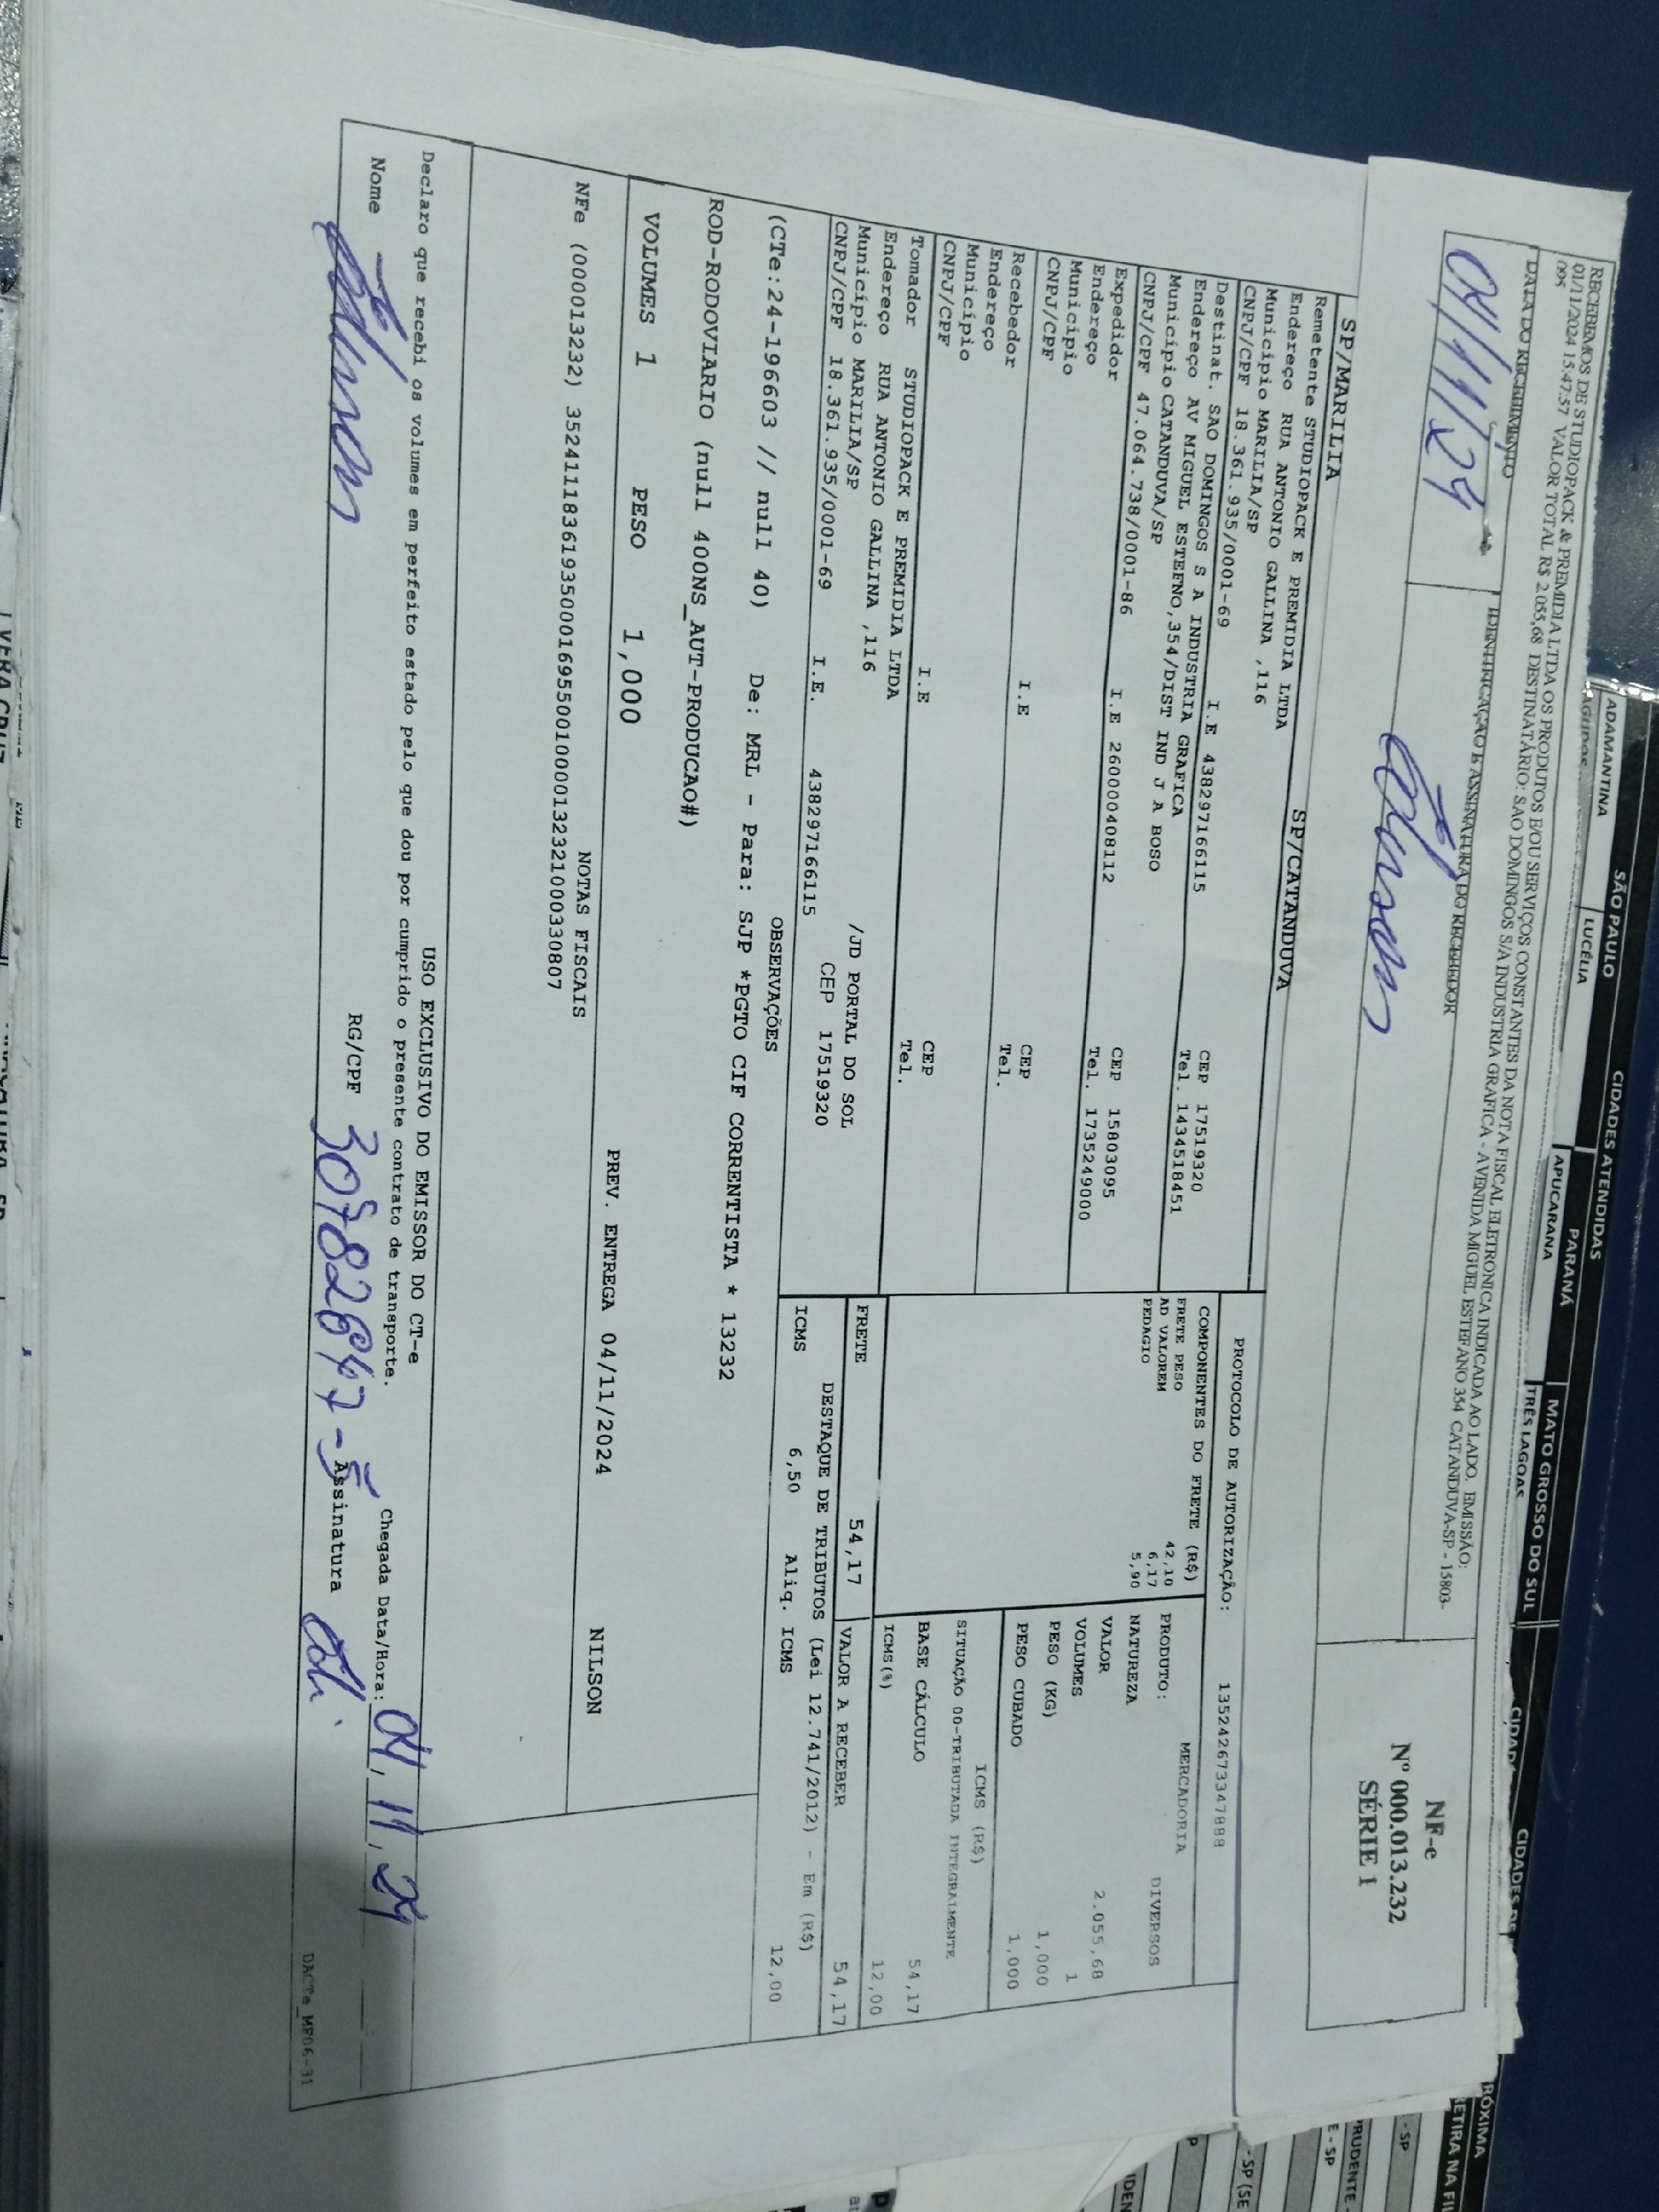 ADAMANTINA
SÃO PAULO
LUCÉLIA
CIDADES ATENDIDAS
APUCARANA
PARANÁ
MATO GROSSO DO SUL
TRÊS LAGOAS
RECEBEMOS DE STUDIOPACK & PREMIDIA LTDA OS PRODUTOS E/OU SERVIÇOS CONSTANTES DA NOTA FISCAL ELETRONICA INDICADA AO LADO. EMISSÃO:
01/11/2024 15:47:57 VALOR TOTAL R$ 2.055,68 DESTINATÁRIO: SAO DOMINGOS S/A INDUSTRIA GRAFICA - AVENIDA MIGUEL ESTEFANO 354 CATANDUVA-SP - 15803-
095
DATA DO RECEBIMENTO
IDENTIFICAÇÃO E ASSINATURA DO RECEBEDOR
04/11/24
NF-e
Nº 000.013.232
SÉRIE 1
SP/MARILIA
SP/CATANDUVA
PROTOCOLO DE AUTORIZAÇÃO: 135242673347888
Remetente STUDIOPACK E PREMIDIA LTDA
Endereço RUA ANTONIO GALLINA ,116
Município MARILIA/SP CEP 17519320
CNPJ/CPF 18.361.935/0001-69 I.E 438297166115 Tel. 1434518451
Destinat. SAO DOMINGOS S A INDUSTRIA GRAFICA
Endereço AV MIGUEL ESTEFNO,354/DIST IND J A BOSO
Município CATANDUVA/SP CEP 15803095
CNPJ/CPF 47.064.738/0001-86 I.E 260000408112 Tel. 1735249000
Expedidor
Endereço
Município CEP
CNPJ/CPF I.E Tel.
Recebedor
Endereço
Município CEP
CNPJ/CPF I.E Tel.
Tomador STUDIOPACK E PREMIDIA LTDA
Endereço RUA ANTONIO GALLINA ,116 /JD PORTAL DO SOL
Município MARILIA/SP CEP 17519320
CNPJ/CPF 18.361.935/0001-69 I.E. 438297166115
COMPONENTES DO FRETE (R$)
FRETE PESO 42,10
AD VALOREM 6,17
PEDAGIO 5,90
PRODUTO: MERCADORIA
NATUREZA DIVERSOS
VALOR 2.055,68
VOLUMES 1
PESO (KG) 1,000
PESO CUBADO 1,000
ICMS (R$)
SITUAÇÃO 00-TRIBUTADA INTEGRALMENTE
BASE CÁLCULO 54,17
ICMS(%) 12,00
FRETE 54,17
VALOR A RECEBER 54,17
DESTAQUE DE TRIBUTOS (Lei 12.741/2012) - Em (R$)
ICMS 6,50 Aliq. ICMS 12,00
OBSERVAÇÕES
(CTe:24-196603 // null 40) De: MRL - Para: SJP *PGTO CIF CORRENTISTA * 13232
ROD-RODOVIARIO (null 400NS_AUT-PRODUCAO#)
VOLUMES 1 PESO 1,000 PREV. ENTREGA 04/11/2024 NILSON
NOTAS FISCAIS
NFe (000013232) 35241118361935000169550010000132321000330807
USO EXCLUSIVO DO EMISSOR DO CT-e
Declaro que recebi os volumes em perfeito estado pelo que dou por cumprido o presente contrato de transporte.
Chegada Data/Hora: 04, 11, 24
Nome RG/CPF 307826847-5 Assinatura
DACTe_MF06-31